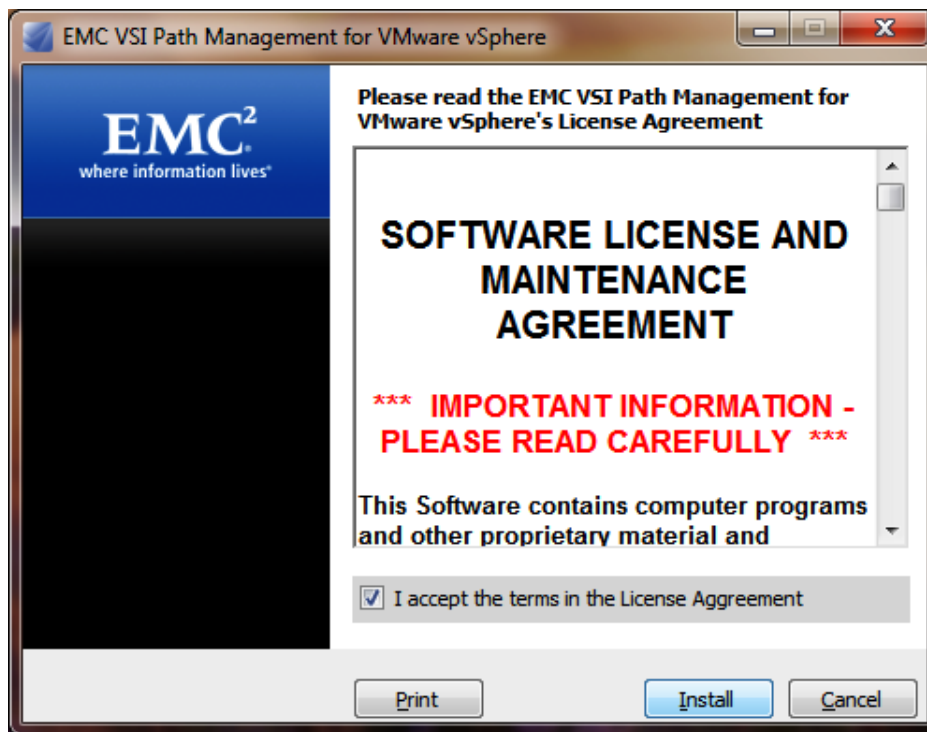 EMC VSI Path Management for VMware vSphere
EMC²
where information lives®
Please read the EMC VSI Path Management for
VMware vSphere's License Agreement
SOFTWARE LICENSE AND
MAINTENANCE
AGREEMENT
*** IMPORTANT INFORMATION -
PLEASE READ CAREFULLY ***
This Software contains computer programs
and other proprietary material and
I accept the terms in the License Aggreement
Print
Install
Cancel